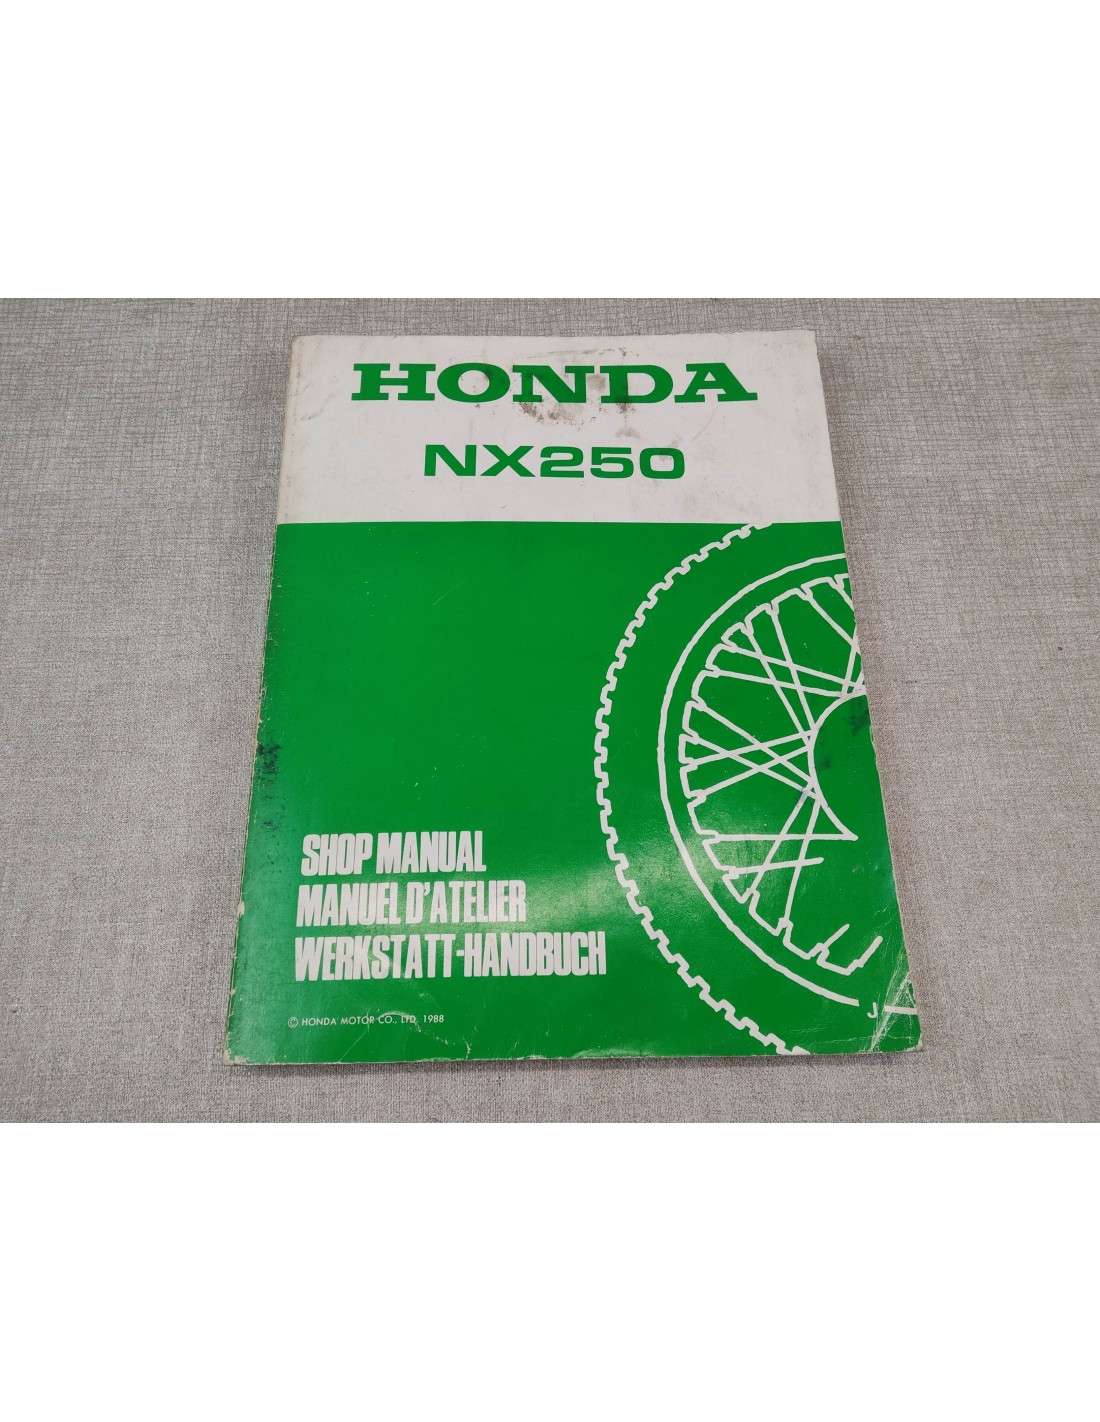 HONDA
NX250
SHOP MANUAL
MANUEL D'ATELIER
WERKSTATT-HANDBUCH
© HONDA MOTOR CO., LTD. 1988
J